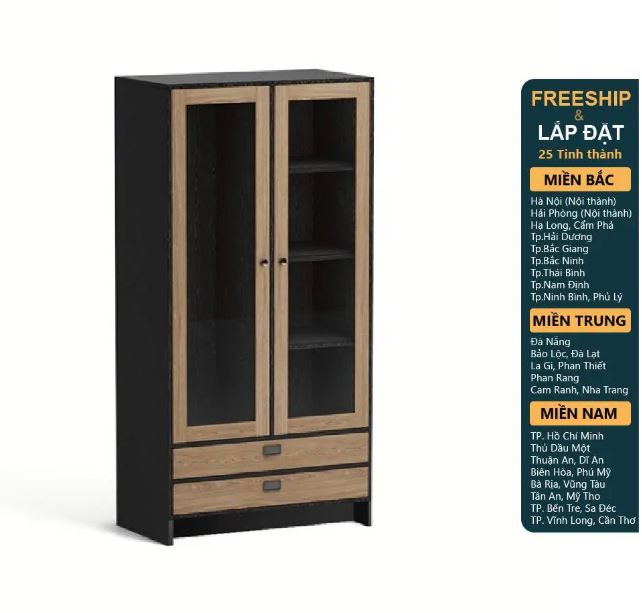 FREESHIP
&
LẮP ĐẶT
25 Tỉnh thành
MIỀN BẮC
Hà Nội (Nội thành)
Hải Phòng (Nội thành)
Hạ Long, Cẩm Phả
Tp.Hải Dương
Tp.Bắc Giang
Tp.Bắc Ninh
Tp.Thái Bình
Tp.Nam Định
Tp.Ninh Bình, Phủ Lý
MIỀN TRUNG
Đà Nẵng
Bảo Lộc, Đà Lạt
La Gi, Phan Thiết
Phan Rang
Cam Ranh, Nha Trang
MIỀN NAM
TP. Hồ Chí Minh
Thủ Dầu Một
Thuận An, Dĩ An
Biên Hòa, Phú Mỹ
Bà Rịa, Vũng Tàu
Tân An, Mỹ Tho
TP. Bến Tre, Sa Đéc
TP. Vĩnh Long, Cần Thơ